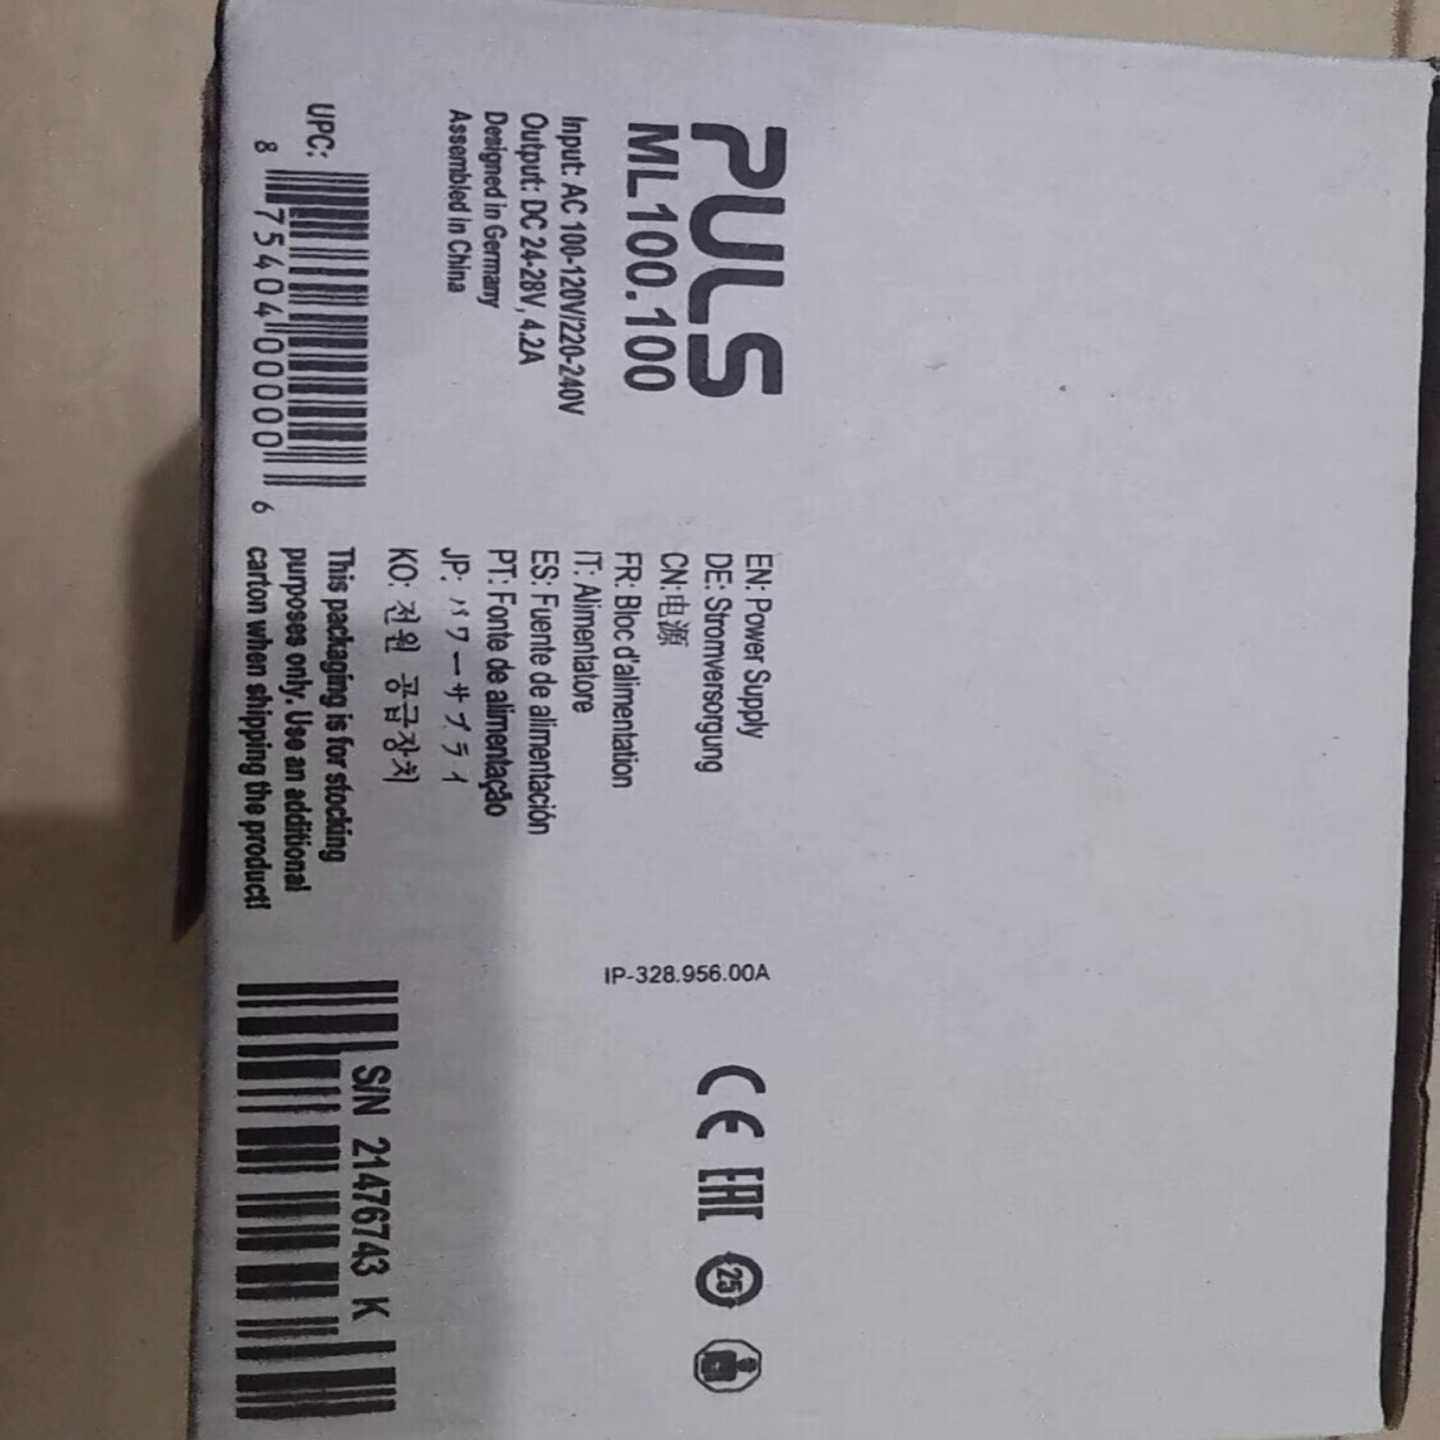 PULS
ML100.100
Input: AC 100-120V/220-240V
Output: DC 24-28V, 4.2A
Designed in Germany
Assembled in China
UPC:
8 75404 00000 6
EN: Power Supply
DE: Stromversorgung
CN: 电源
FR: Bloc d'alimentation
IT: Alimentatore
ES: Fuente de alimentación
PT: Fonte de alimentação
JP: パワーサプライ
KO: 전원 공급장치
This packaging is for stocking
purposes only. Use an additional
carton when shipping the product!
IP-328.956.00A
CE EAC 25
S/N 21476743 K